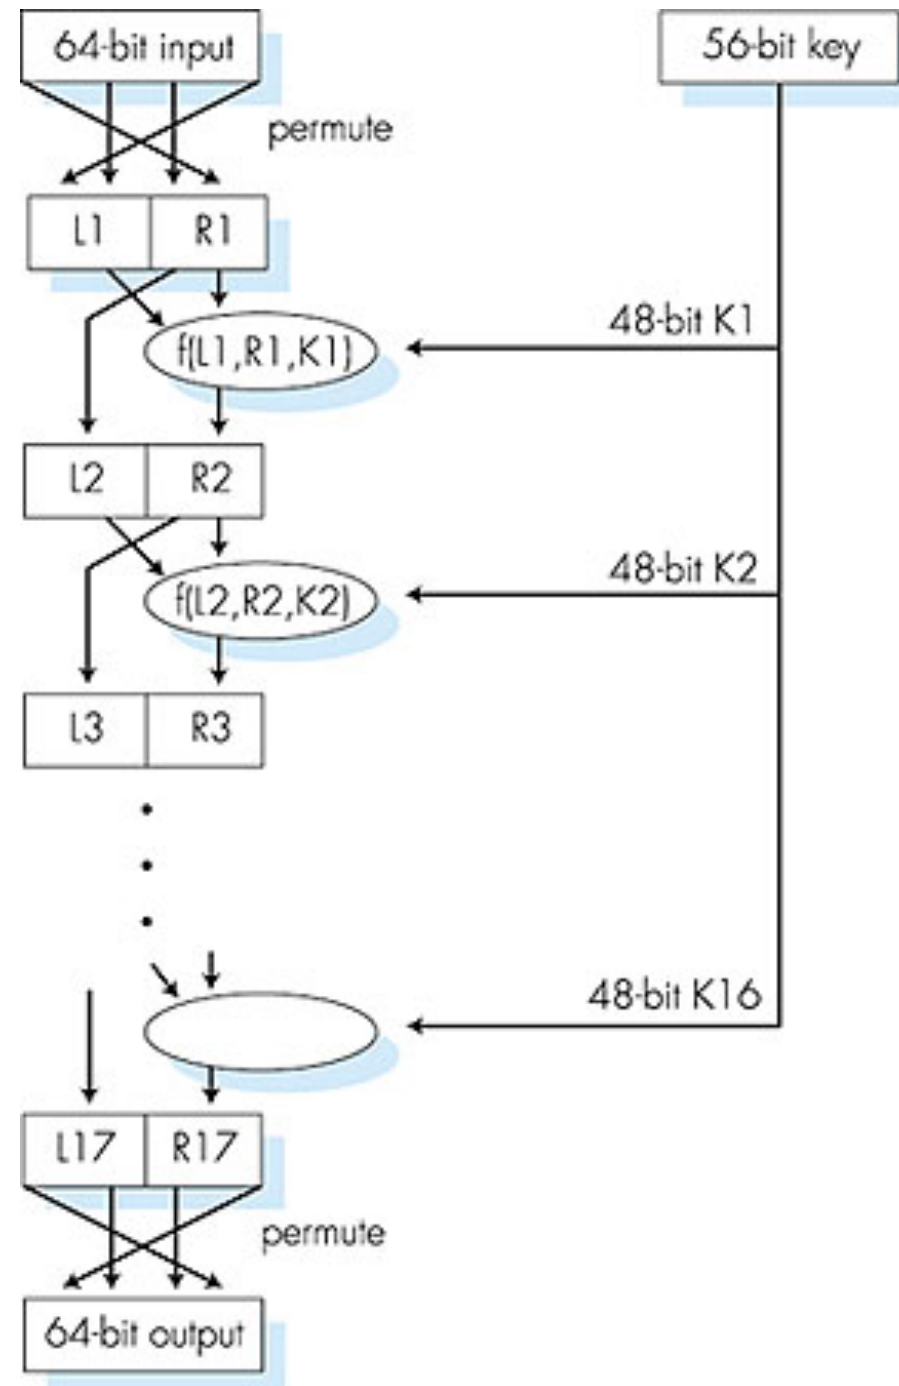 64-bit input
56-bit key
permute
L1 R1
48-bit K1
f(L1,R1,K1)
L2 R2
48-bit K2
f(L2,R2,K2)
L3 R3
48-bit K16
L17 R17
permute
64-bit output